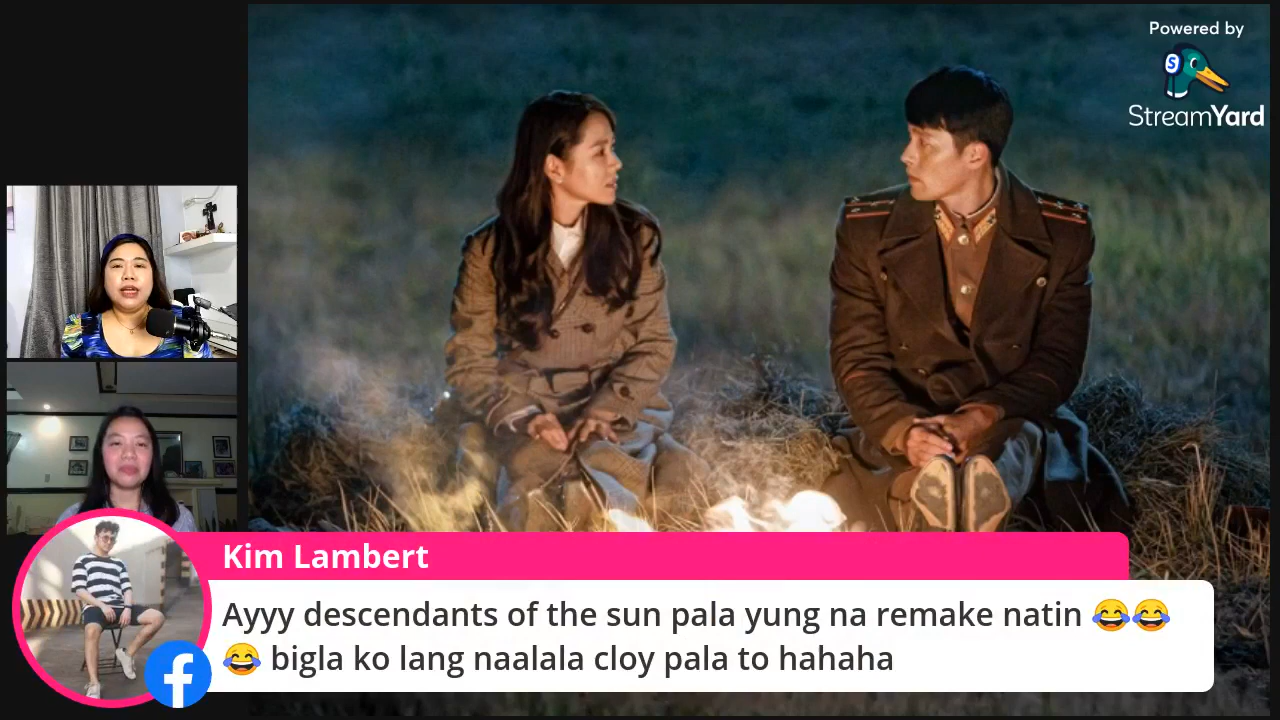 Powered by
StreamYard
Kim Lambert
Ayyy descendants of the sun pala yung na remake natin 😂😂
😂 bigla ko lang naalala cloy pala to hahaha